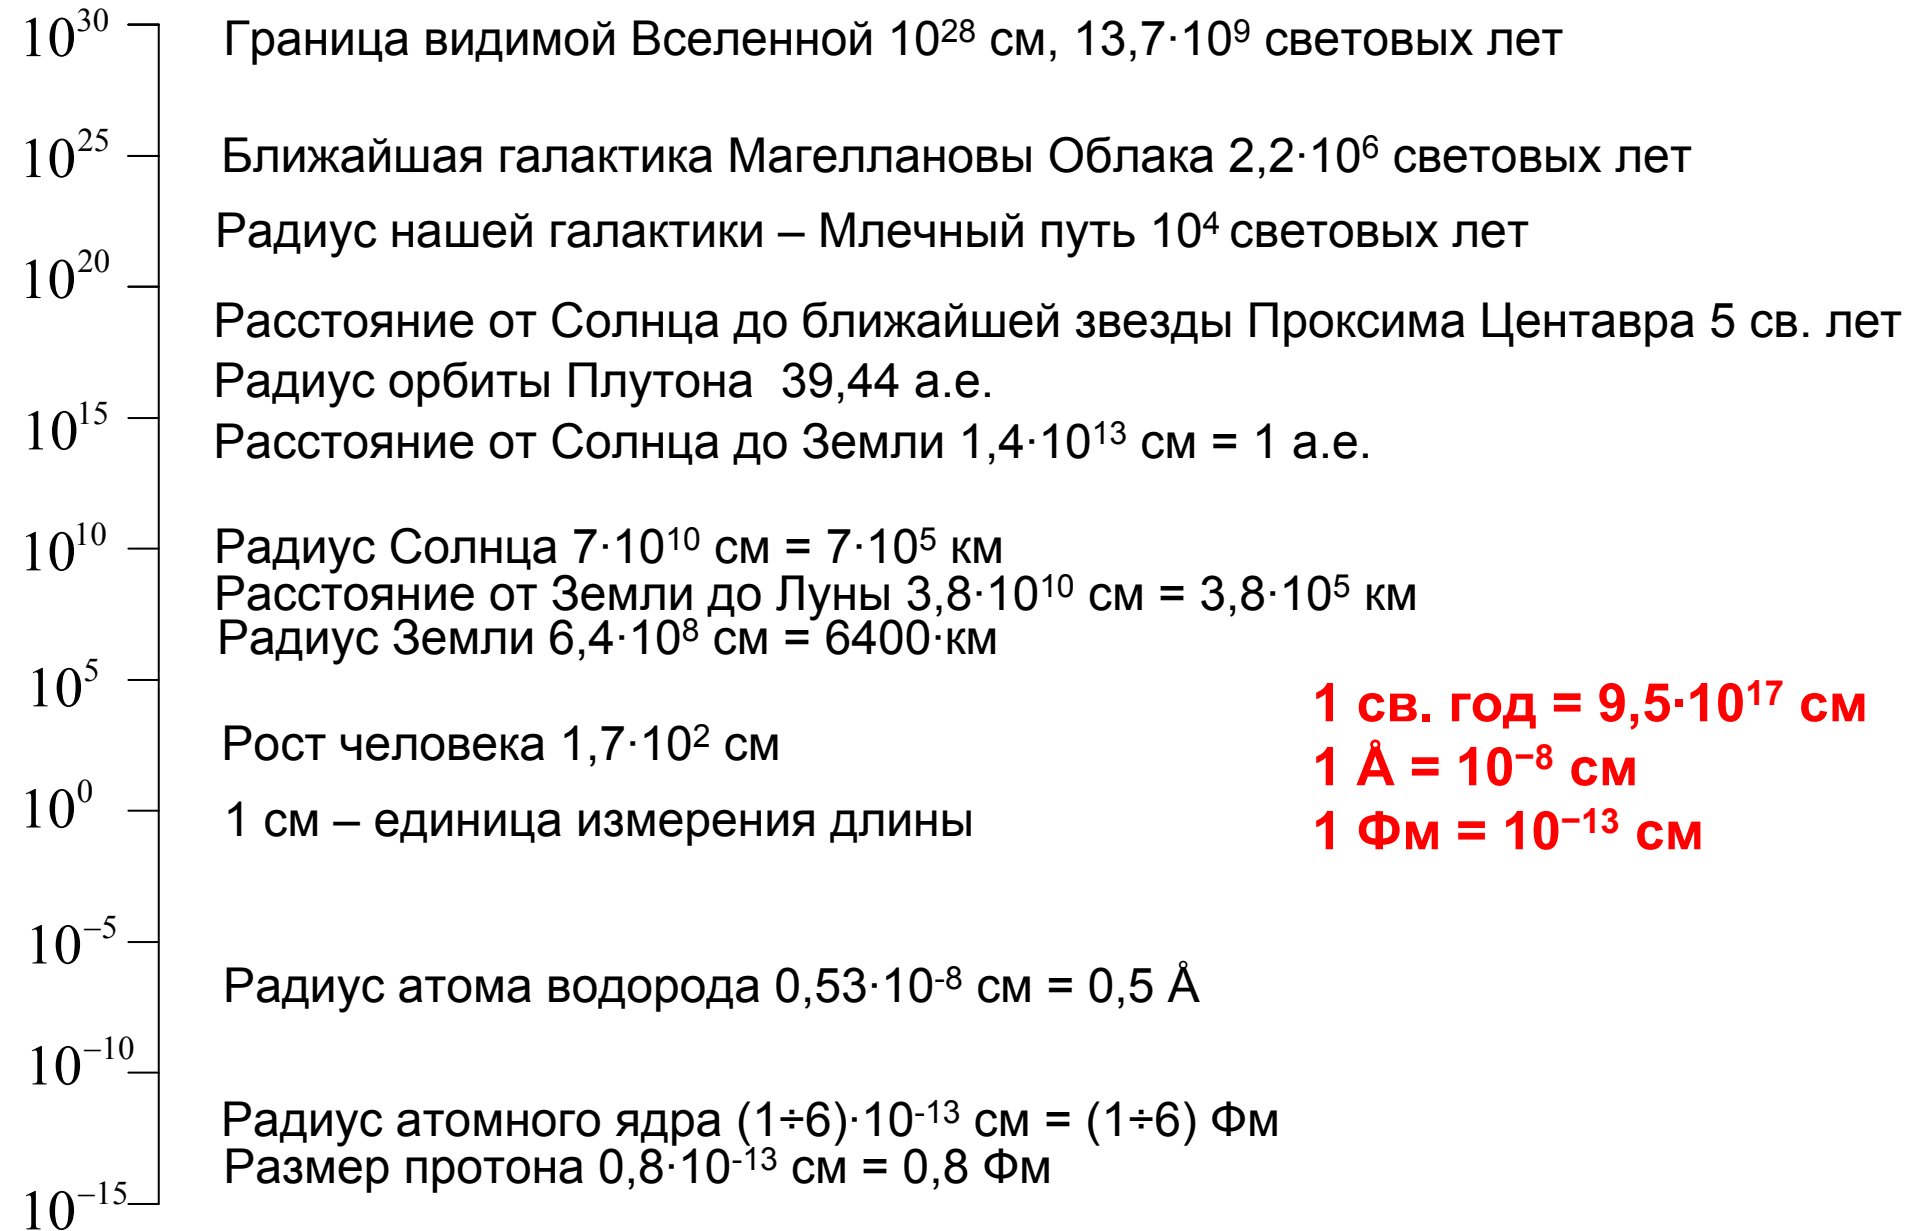 10³⁰ Граница видимой Вселенной 10²⁸ см, 13,7·10⁹ световых лет
10²⁵ Ближайшая галактика Магеллановы Облака 2,2·10⁶ световых лет
Радиус нашей галактики – Млечный путь 10⁴ световых лет
10²⁰
Расстояние от Солнца до ближайшей звезды Проксима Центавра 5 св. лет
Радиус орбиты Плутона 39,44 а.е.
10¹⁵ Расстояние от Солнца до Земли 1,4·10¹³ см = 1 а.е.
10¹⁰ Радиус Солнца 7·10¹⁰ см = 7·10⁵ км
Расстояние от Земли до Луны 3,8·10¹⁰ см = 3,8·10⁵ км
Радиус Земли 6,4·10⁸ см = 6400·км
10⁵
1 св. год = 9,5·10¹⁷ см
Рост человека 1,7·10² см
1 Å = 10⁻⁸ см
10⁰ 1 см – единица измерения длины
1 Фм = 10⁻¹³ см
10⁻⁵
Радиус атома водорода 0,53·10⁻⁸ см = 0,5 Å
10⁻¹⁰
Радиус атомного ядра (1÷6)·10⁻¹³ см = (1÷6) Фм
Размер протона 0,8·10⁻¹³ см = 0,8 Фм
10⁻¹⁵